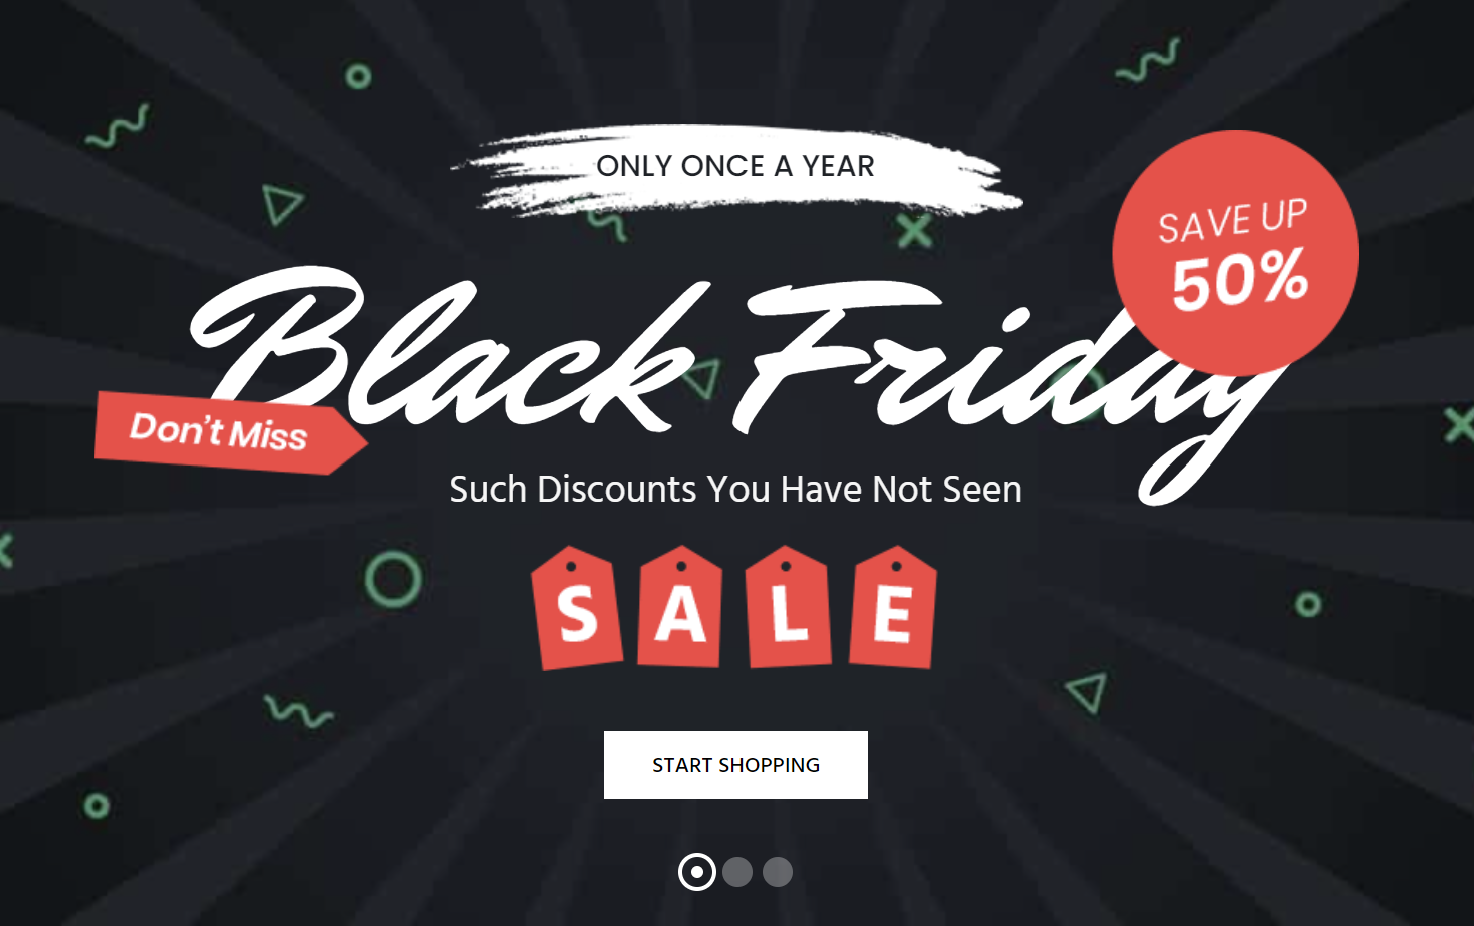 ONLY ONCE A YEAR
SAVE UP
50%
Black Friday
Don't Miss
Such Discounts You Have Not Seen
SALE
START SHOPPING